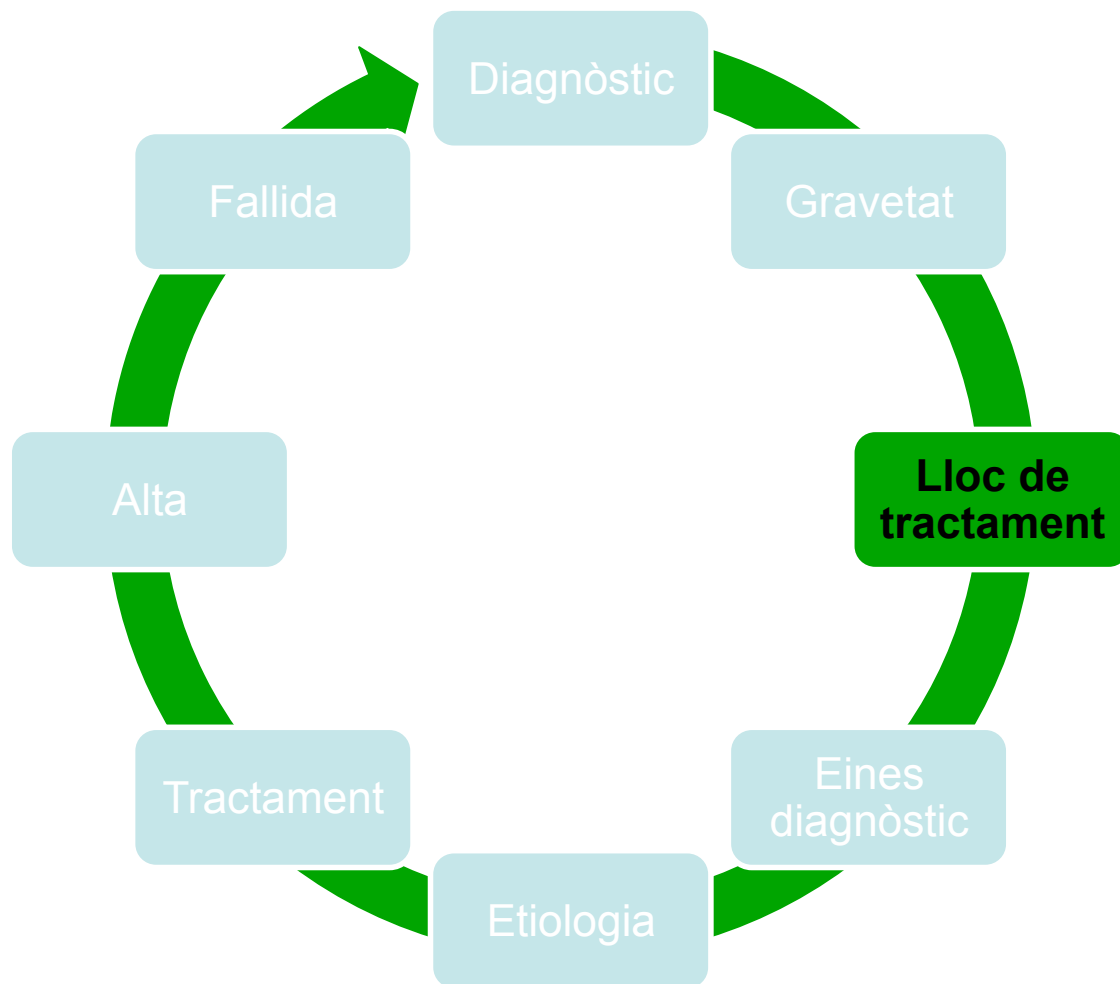 Diagnòstic
Gravetat
Lloc de
tractament
Eines
diagnòstic
Etiologia
Tractament
Alta
Fallida